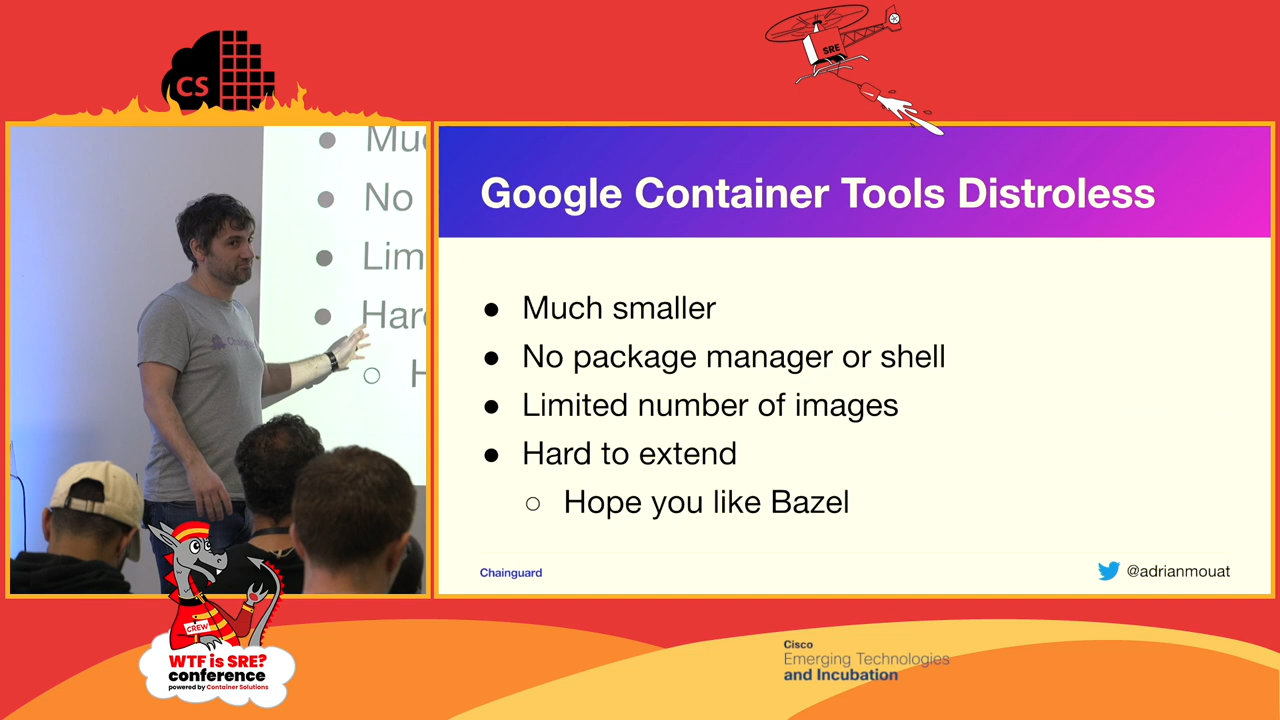 CS
SRE
Muc
No
Lim
Hard
H
Chaing
Google Container Tools Distroless
● Much smaller
● No package manager or shell
● Limited number of images
● Hard to extend
○ Hope you like Bazel
Chainguard
@adrianmouat
CREW
WTF is SRE?
conference
powered by Container Solutions
Cisco
Emerging Technologies
and Incubation